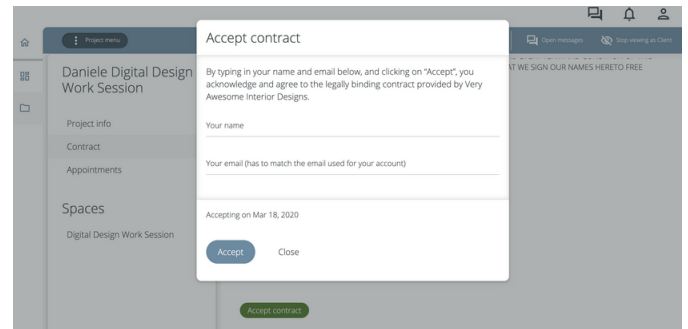 Project menu
Open messages
Stop viewing as Client
Daniele Digital Design
Work Session
Project info
Contract
Appointments
Spaces
Digital Design Work Session
Accept contract
By typing in your name and email below, and clicking on "Accept", you
acknowledge and agree to the legally binding contract provided by Very
Awesome Interior Designs.
Your name
Your email (has to match the email used for your account)
Accepting on Mar 18, 2020
Accept
Close
AT WE SIGN OUR NAMES HERETO FREE
Accept contract